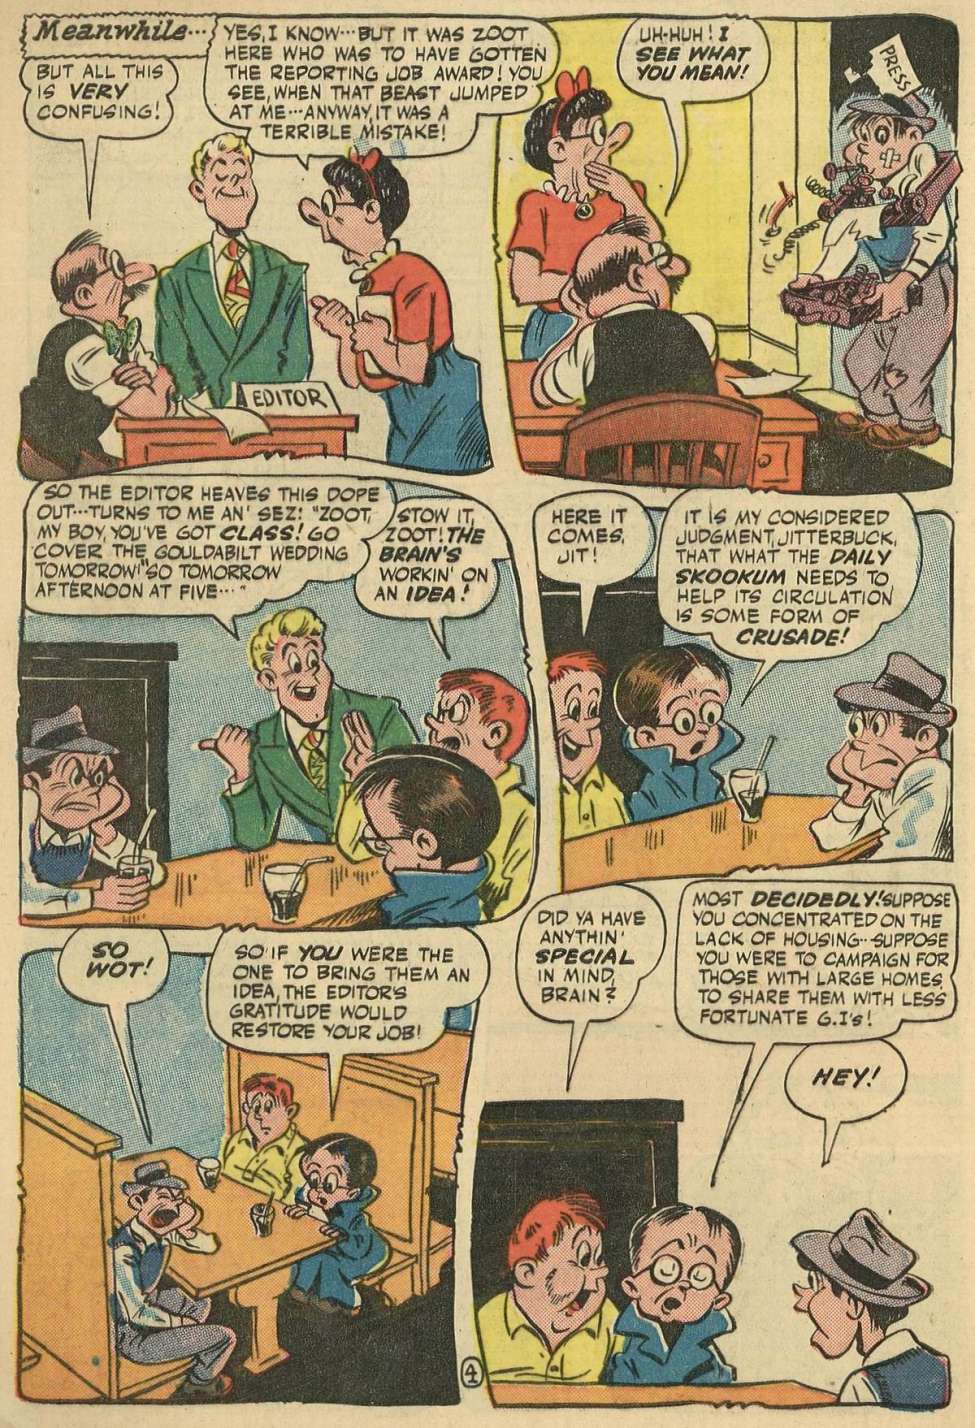 Meanwhile...
BUT ALL THIS
IS VERY
CONFUSING!
YES, I KNOW... BUT IT WAS ZOOT
HERE WHO WAS TO HAVE GOTTEN
THE REPORTING JOB AWARD! YOU
SEE, WHEN THAT BEAST JUMPED
AT ME... ANYWAY, IT WAS A
TERRIBLE MISTAKE!
EDITOR
UH-HUH! I
SEE WHAT
YOU MEAN!
PRESS
SO THE EDITOR HEAVES THIS DOPE
OUT... TURNS TO ME AN' SEZ: "ZOOT,
MY BOY, YOU'VE GOT CLASS! GO
COVER THE GOULDABILT WEDDING
TOMORROW!" SO TOMORROW
AFTERNOON AT FIVE..."
STOW IT,
ZOOT! THE
BRAIN'S
WORKIN' ON
AN IDEA!
HERE IT
COMES,
JIT!
IT IS MY CONSIDERED
JUDGMENT, JITTERBUCK,
THAT WHAT THE DAILY
SKOOKUM NEEDS TO
HELP ITS CIRCULATION
IS SOME FORM OF
CRUSADE!
SO
WOT!
SO IF YOU WERE THE
ONE TO BRING THEM AN
IDEA, THE EDITOR'S
GRATITUDE WOULD
RESTORE YOUR JOB!
DID YA HAVE
ANYTHIN'
SPECIAL
IN MIND,
BRAIN?
MOST DECIDEDLY! SUPPOSE
YOU CONCENTRATED ON THE
LACK OF HOUSING... SUPPOSE
YOU WERE TO CAMPAIGN FOR
THOSE WITH LARGE HOMES,
TO SHARE THEM WITH LESS
FORTUNATE G.I's!
HEY!
4